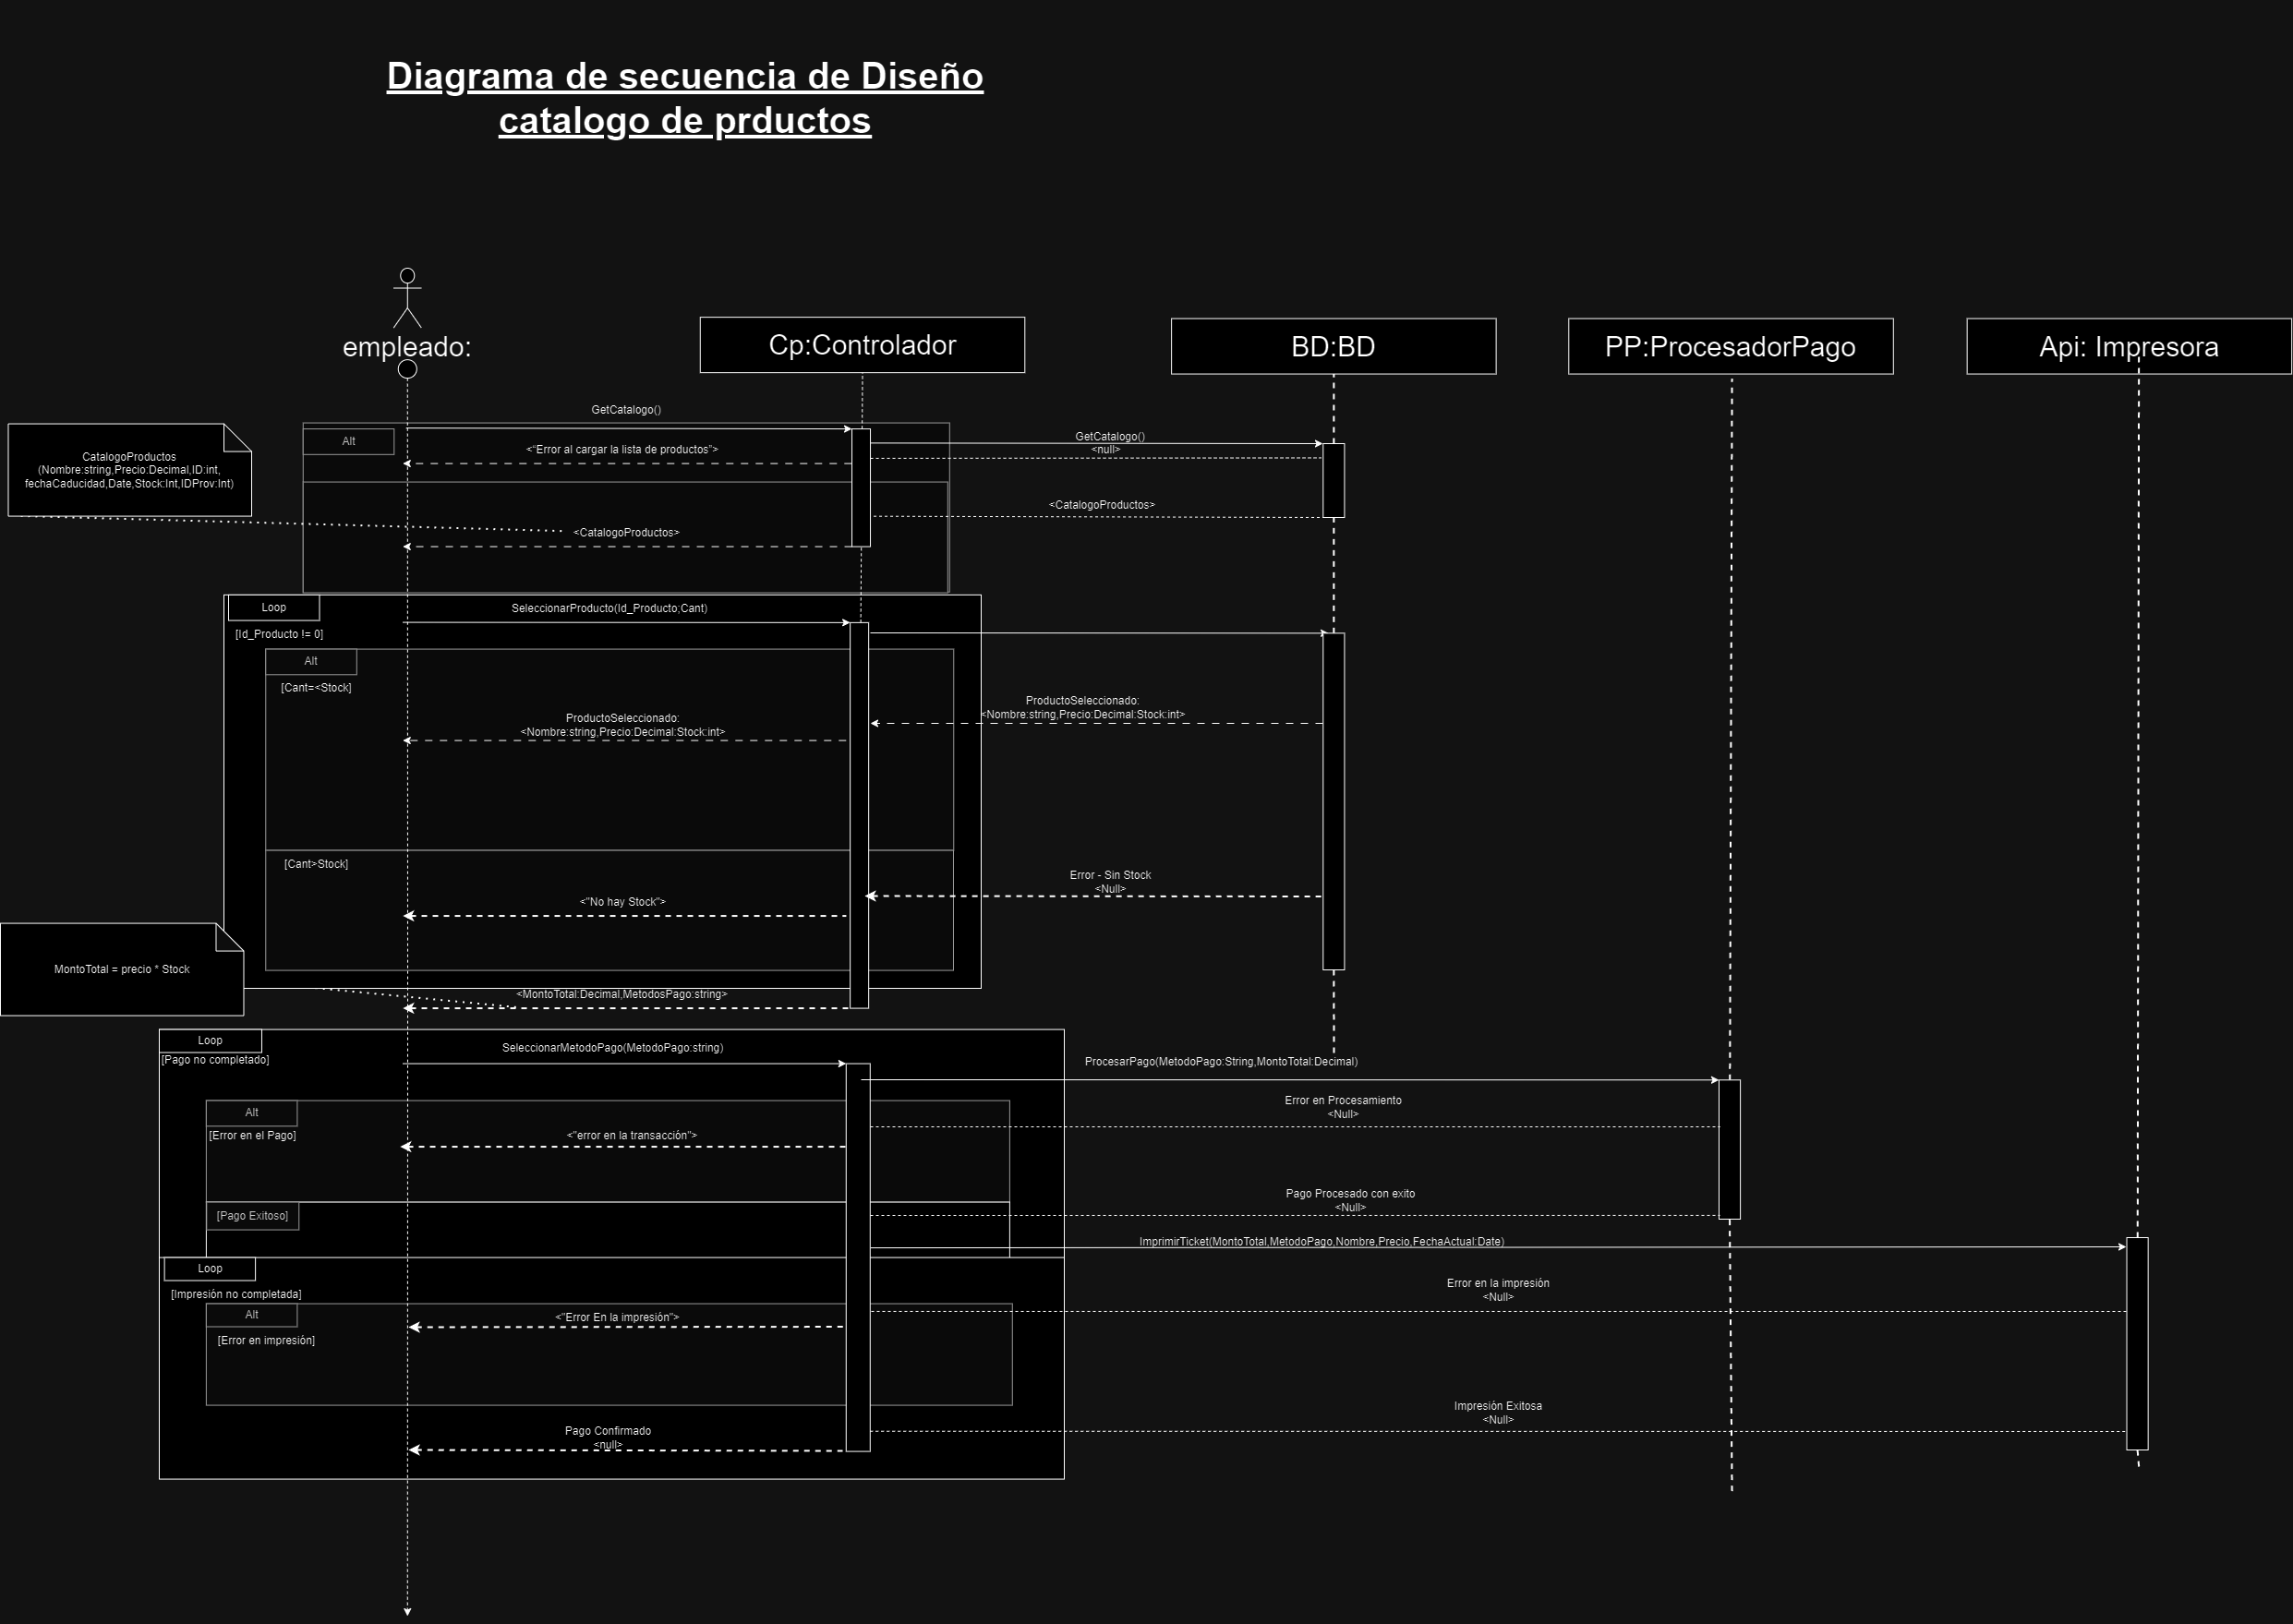 Diagrama de secuencia de Diseño
catalogo de prductos
empleado:
Cp:Controlador
BD:BD
PP:ProcesadorPago
Api: Impresora
GetCatalogo()
Alt
GetCatalogo()
<null>
<"Error al cargar la lista de productos">
CatalogoProductos
(Nombre:string,Precio:Decimal,ID:int,
fechaCaducidad,Date,Stock:Int,IDProv:Int)
<CatalogoProductos>
<CatalogoProductos>
Loop
SeleccionarProducto(Id_Producto;Cant)
[Id_Producto != 0]
Alt
[Cant=<Stock]
ProductoSeleccionado:
<Nombre:string,Precio:Decimal:Stock:int>
ProductoSeleccionado:
<Nombre:string,Precio:Decimal:Stock:int>
[Cant>Stock]
Error - Sin Stock
<Null>
<"No hay Stock">
MontoTotal = precio * Stock
<MontoTotal:Decimal,MetodosPago:string>
Loop
[Pago no completado]
SeleccionarMetodoPago(MetodoPago:string)
ProcesarPago(MetodoPago:String,MontoTotal:Decimal)
Alt
Error en Procesamiento
<Null>
[Error en el Pago]
<"error en la transacción">
Pago Procesado con exito
<Null>
[Pago Exitoso]
ImprimirTicket(MontoTotal,MetodoPago,Nombre,Precio,FechaActual:Date)
Loop
[Impresión no completada]
Error en la impresión
<Null>
Alt
<"Error En la impresión">
[Error en impresión]
Impresión Exitosa
<Null>
Pago Confirmado
<null>